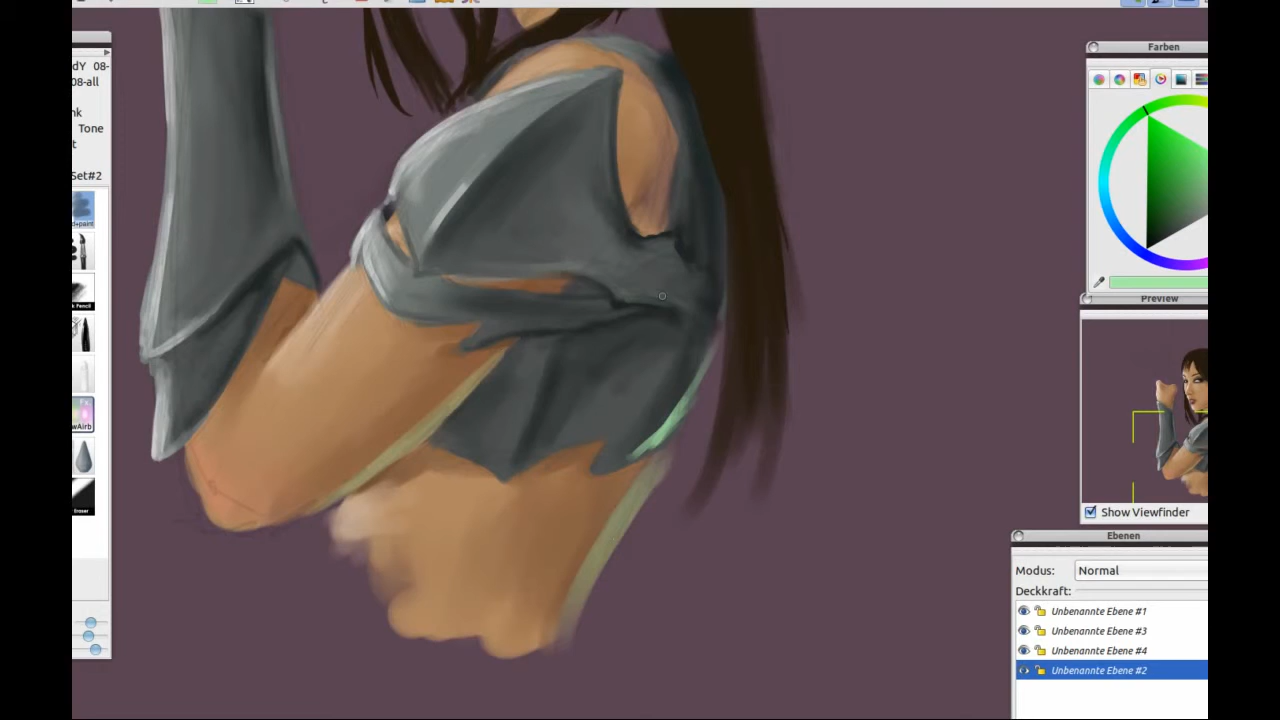 dY 08-
08-all
nk
Tone
t
Set#2
Farben
Preview
Show Viewfinder
Ebenen
Modus: Normal
Deckkraft:
Unbenannte Ebene #1
Unbenannte Ebene #3
Unbenannte Ebene #4
Unbenannte Ebene #2